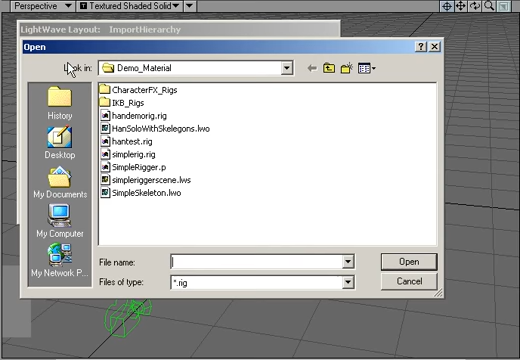 Perspective
Textured Shaded Solid
LightWave Layout: ImportHierarchy
Open
Look in:
Demo_Material
CharacterFX_Rigs
IKB_Rigs
handemorig.rig
HanSoloWithSkelegons.lwo
hantest.rig
simplerig.rig
SimpleRigger.p
simpleriggerscene.lws
SimpleSkeleton.lwo
History
Desktop
My Documents
My Computer
My Network P...
File name:
Open
Files of type:
*.rig
Cancel